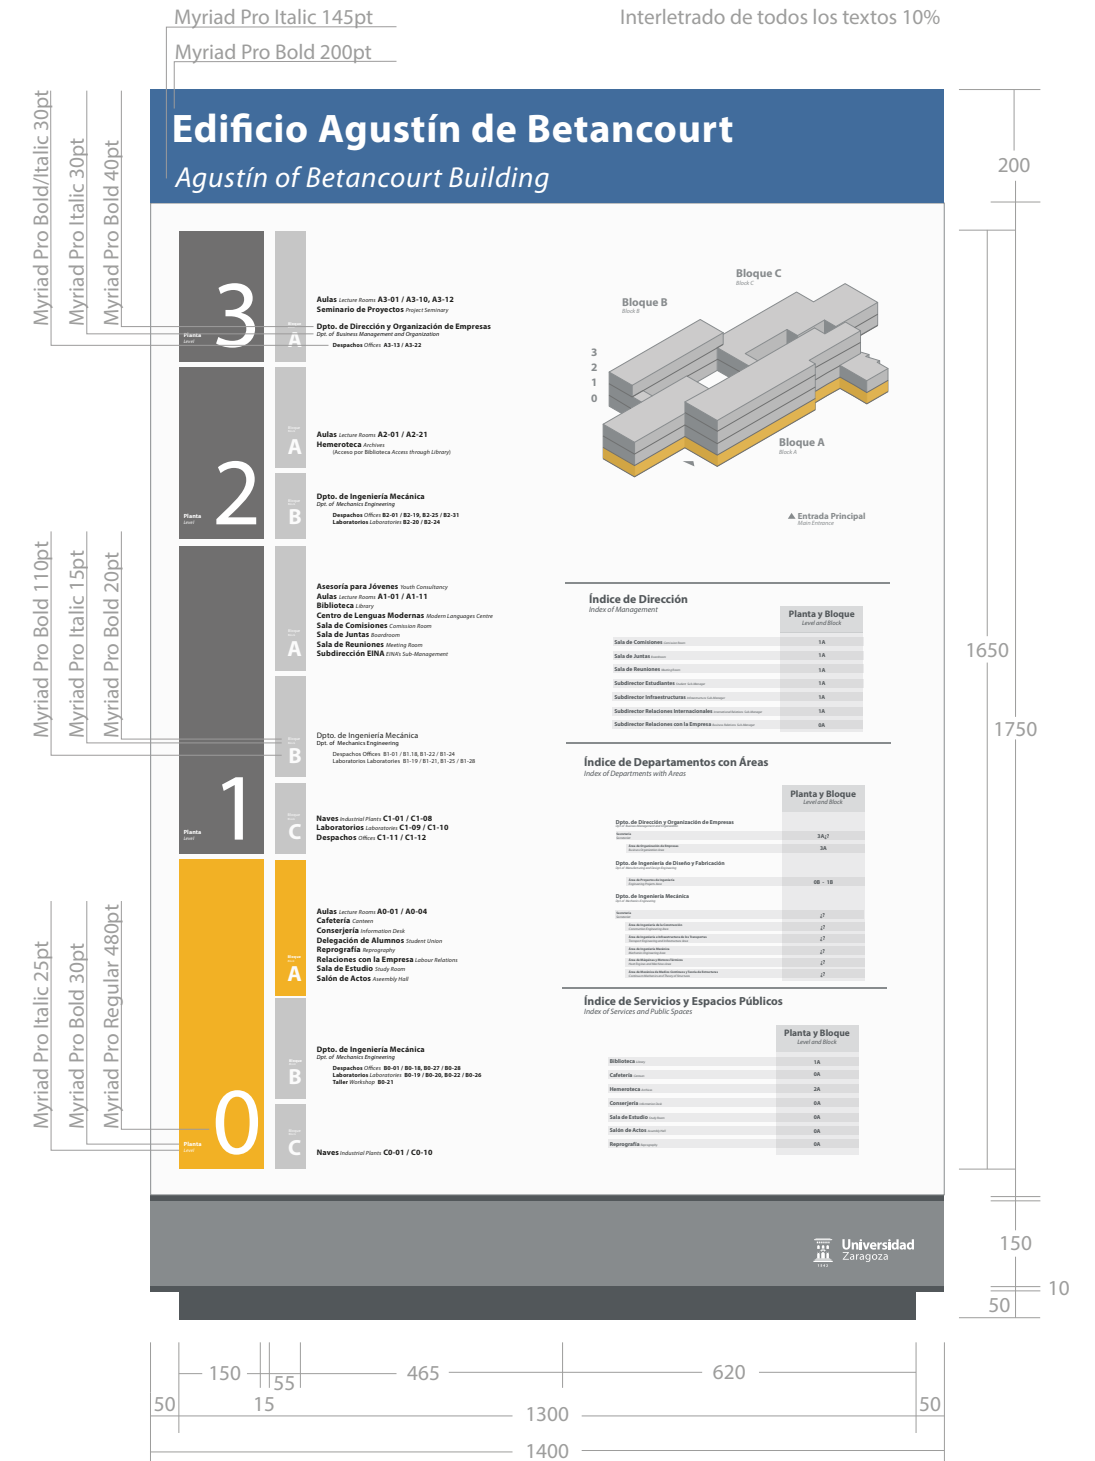 Myriad Pro Italic 145pt
Interletrado de todos los textos 10%
Myriad Pro Bold 200pt
Myriad Pro Bold/Italic 30pt
Myriad Pro Italic 30pt
Myriad Pro Bold 40pt
Edificio Agustín de Betancourt
Agustín of Betancourt Building
200
3
Planta
Level
A
Aulas Lecture Rooms A3-01 / A3-10, A3-12
Seminario de Proyectos Project Seminary
Dpto. de Dirección y Organización de Empresas
Dpt. of Business Management and Organization
Despachos Offices A3-13 / A3-22
Bloque C
Block C
Bloque B
Block B
3
2
1
0
Bloque A
Block A
Entrada Principal
Main Entrance
2
Planta
Level
A
Aulas Lecture Rooms A2-01 / A2-21
Hemeroteca Archives
(Acceso por Biblioteca Access through Library)
B
Dpto. de Ingeniería Mecánica
Dpt. of Mechanics Engineering
Despachos Offices B2-01 / B2-19, B2-25 / B2-31
Laboratorios Laboratories B2-20 / B2-24
Myriad Pro Bold 110pt
Myriad Pro Italic 15pt
Myriad Pro Bold 20pt
1
Planta
Level
A
Asesoría para Jóvenes Youth Consultancy
Aulas Lecture Rooms A1-01 / A1-11
Biblioteca Library
Centro de Lenguas Modernas Modern Languages Centre
Sala de Comisiones Comission Room
Sala de Juntas Boardroom
Sala de Reuniones Meeting Room
Subdirección EINA EINA's Sub-Management
B
Dpto. de Ingeniería Mecánica
Dpt. of Mechanics Engineering
Despachos Offices B1-01 / B1.18, B1-22 / B1-24
Laboratorios Laboratories B1-19 / B1-21, B1-25 / B1-28
C
Naves Industrial Plants C1-01 / C1-08
Laboratorios Laboratories C1-09 / C1-10
Despachos Offices C1-11 / C1-12
Índice de Dirección
Index of Management
Planta y Bloque
Level and Block
Sala de Comisiones 1A
Sala de Juntas 1A
Sala de Reuniones 1A
Subdirector Estudiantes 1A
Subdirector Infraestructuras 1A
Subdirector Relaciones Internacionales 1A
Subdirector Relaciones con la Empresa 0A
1650
1750
Índice de Departamentos con Áreas
Index of Departments with Areas
Planta y Bloque
Level and Block
Dpto. de Dirección y Organización de Empresas
3A¿?
3A
Dpto. de Ingeniería de Diseño y Fabricación
0B - 1B
Dpto. de Ingeniería Mecánica
¿?
¿?
¿?
¿?
¿?
¿?
Myriad Pro Italic 25pt
Myriad Pro Bold 30pt
Myriad Pro Regular 480pt
0
Planta
Level
Bloque
A
Aulas Lecture Rooms A0-01 / A0-04
Cafetería Canteen
Conserjería Information Desk
Delegación de Alumnos Student Union
Reprografía Reprography
Relaciones con la Empresa Labour Relations
Sala de Estudio Study Room
Salón de Actos Assembly Hall
B
Dpto. de Ingeniería Mecánica
Dpt. of Mechanics Engineering
Despachos Offices B0-01 / B0-18, B0-27 / B0-28
Laboratorios Laboratories B0-19 / B0-20, B0-22 / B0-26
Taller Workshop B0-21
C
Naves Industrial Plants C0-01 / C0-10
Índice de Servicios y Espacios Públicos
Index of Services and Public Spaces
Planta y Bloque
Level and Block
Biblioteca 1A
Cafetería 0A
Hemeroteca 2A
Conserjería 0A
Sala de Estudio 0A
Salón de Actos 0A
Reprografía 0A
Universidad
Zaragoza
150
10
50
150
55
465
620
50
15
50
1300
1400